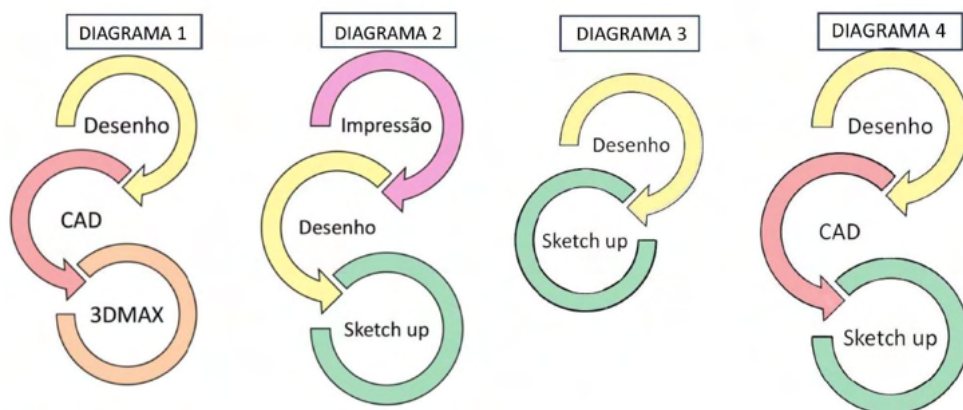 DIAGRAMA 1
Desenho
CAD
3DMAX
DIAGRAMA 2
Impressão
Desenho
Sketch up
DIAGRAMA 3
Desenho
Sketch up
DIAGRAMA 4
Desenho
CAD
Sketch up